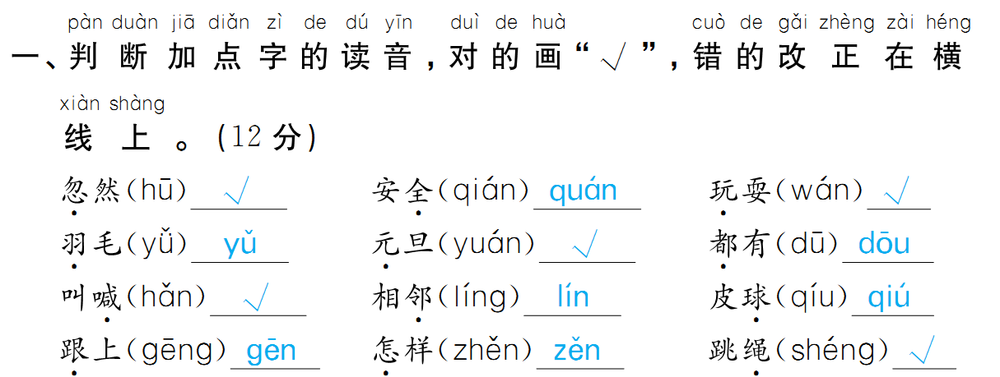 pàn duàn jiā diǎn zì de dú yīn duì de huà cuò de gǎi zhèng zài héng
一、判断加点字的读音,对的画“√”,错的改正在横
xiàn shàng
线上。(12分)
忽然(hū) √ 安全(qián) quán 玩耍(wán) √
羽毛(yǚ) yǔ 元旦(yuán) √ 都有(dū) dōu
叫喊(hǎn) √ 相邻(líng) lín 皮球(qíu) qiú
跟上(gēng) gēn 怎样(zhěn) zěn 跳绳(shéng) √